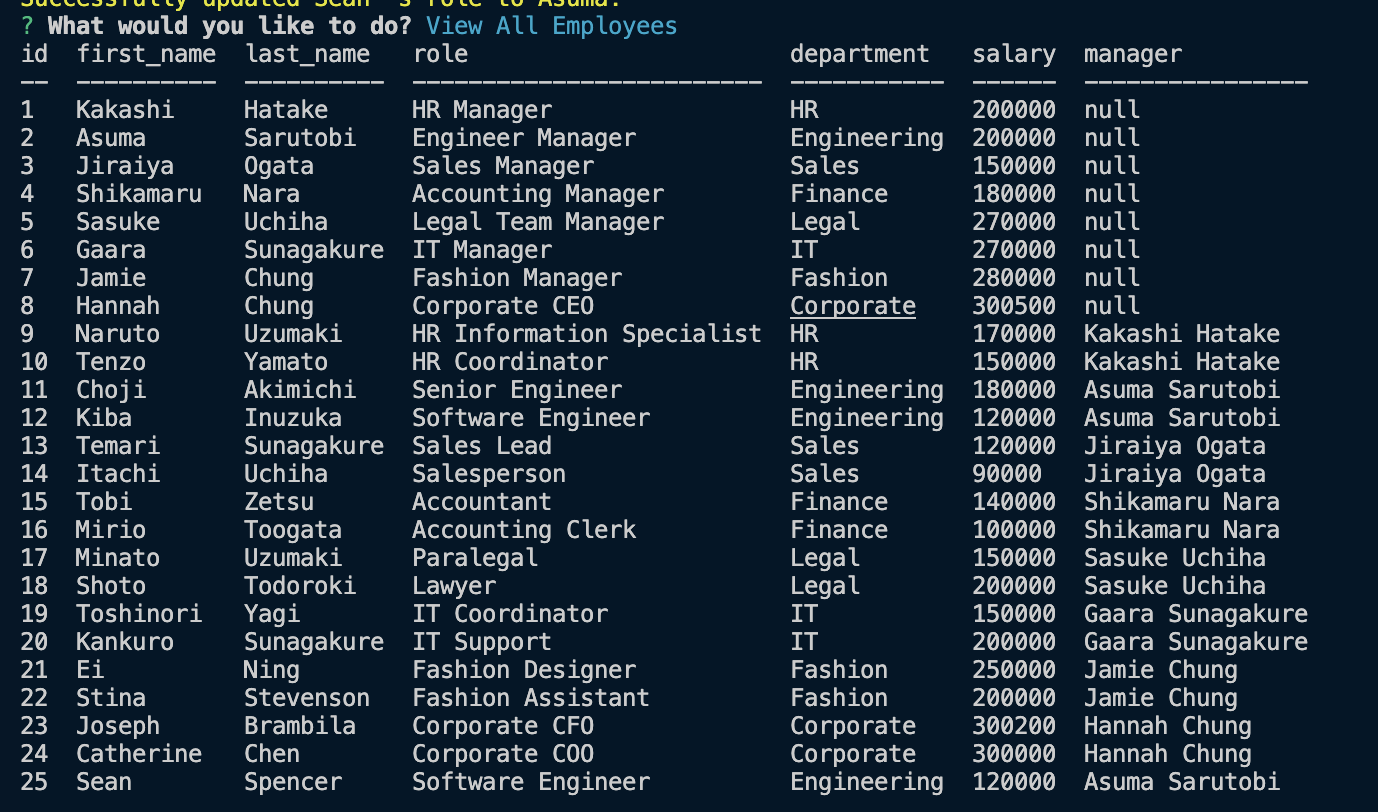 Successfully updated Sean 's role to Asuma!
? What would you like to do? View All Employees
id  first_name  last_name   role                      department   salary  manager
--  ----------  ----------  ------------------------  -----------  ------  ----------------
1   Kakashi     Hatake      HR Manager                HR           200000  null
2   Asuma       Sarutobi    Engineer Manager          Engineering  200000  null
3   Jiraiya     Ogata       Sales Manager             Sales        150000  null
4   Shikamaru   Nara        Accounting Manager        Finance      180000  null
5   Sasuke      Uchiha      Legal Team Manager        Legal        270000  null
6   Gaara       Sunagakure  IT Manager                IT           270000  null
7   Jamie       Chung       Fashion Manager           Fashion      280000  null
8   Hannah      Chung       Corporate CEO             Corporate    300500  null
9   Naruto      Uzumaki     HR Information Specialist  HR           170000  Kakashi Hatake
10  Tenzo       Yamato      HR Coordinator            HR           150000  Kakashi Hatake
11  Choji       Akimichi    Senior Engineer           Engineering  180000  Asuma Sarutobi
12  Kiba        Inuzuka     Software Engineer         Engineering  120000  Asuma Sarutobi
13  Temari      Sunagakure  Sales Lead                Sales        120000  Jiraiya Ogata
14  Itachi      Uchiha      Salesperson               Sales        90000   Jiraiya Ogata
15  Tobi        Zetsu       Accountant                Finance      140000  Shikamaru Nara
16  Mirio       Toogata     Accounting Clerk          Finance      100000  Shikamaru Nara
17  Minato      Uzumaki     Paralegal                 Legal        150000  Sasuke Uchiha
18  Shoto       Todoroki    Lawyer                    Legal        200000  Sasuke Uchiha
19  Toshinori   Yagi        IT Coordinator            IT           150000  Gaara Sunagakure
20  Kankuro     Sunagakure  IT Support                IT           200000  Gaara Sunagakure
21  Ei          Ning        Fashion Designer          Fashion      250000  Jamie Chung
22  Stina       Stevenson   Fashion Assistant         Fashion      200000  Jamie Chung
23  Joseph      Brambila    Corporate CFO             Corporate    300200  Hannah Chung
24  Catherine   Chen        Corporate COO             Corporate    300000  Hannah Chung
25  Sean        Spencer     Software Engineer         Engineering  120000  Asuma Sarutobi